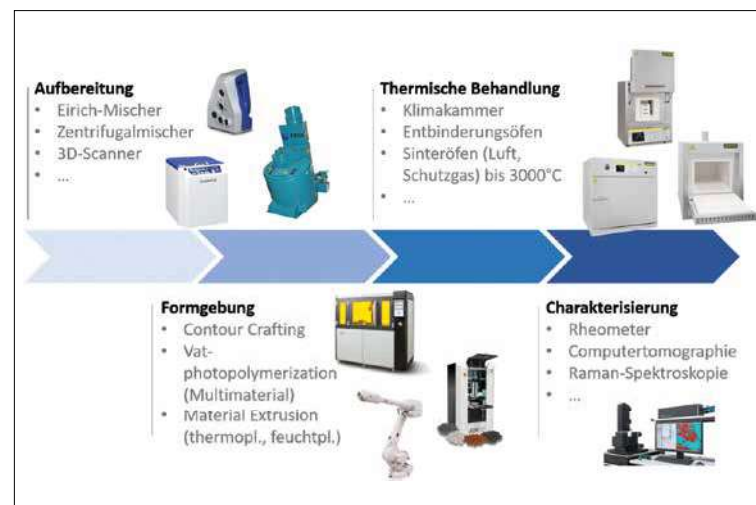 Aufbereitung
• Eirich-Mischer
• Zentrifugalmischer
• 3D-Scanner
• ...
Thermische Behandlung
• Klimakammer
• Entbinderungsöfen
• Sinteröfen (Luft,
Schutzgas) bis 3000°C
• ...
Formgebung
• Contour Crafting
• Vat-
photopolymerization
(Multimaterial)
• Material Extrusion
(thermopl., feuchtpl.)
Charakterisierung
• Rheometer
• Computertomographie
• Raman-Spektroskopie
• ...